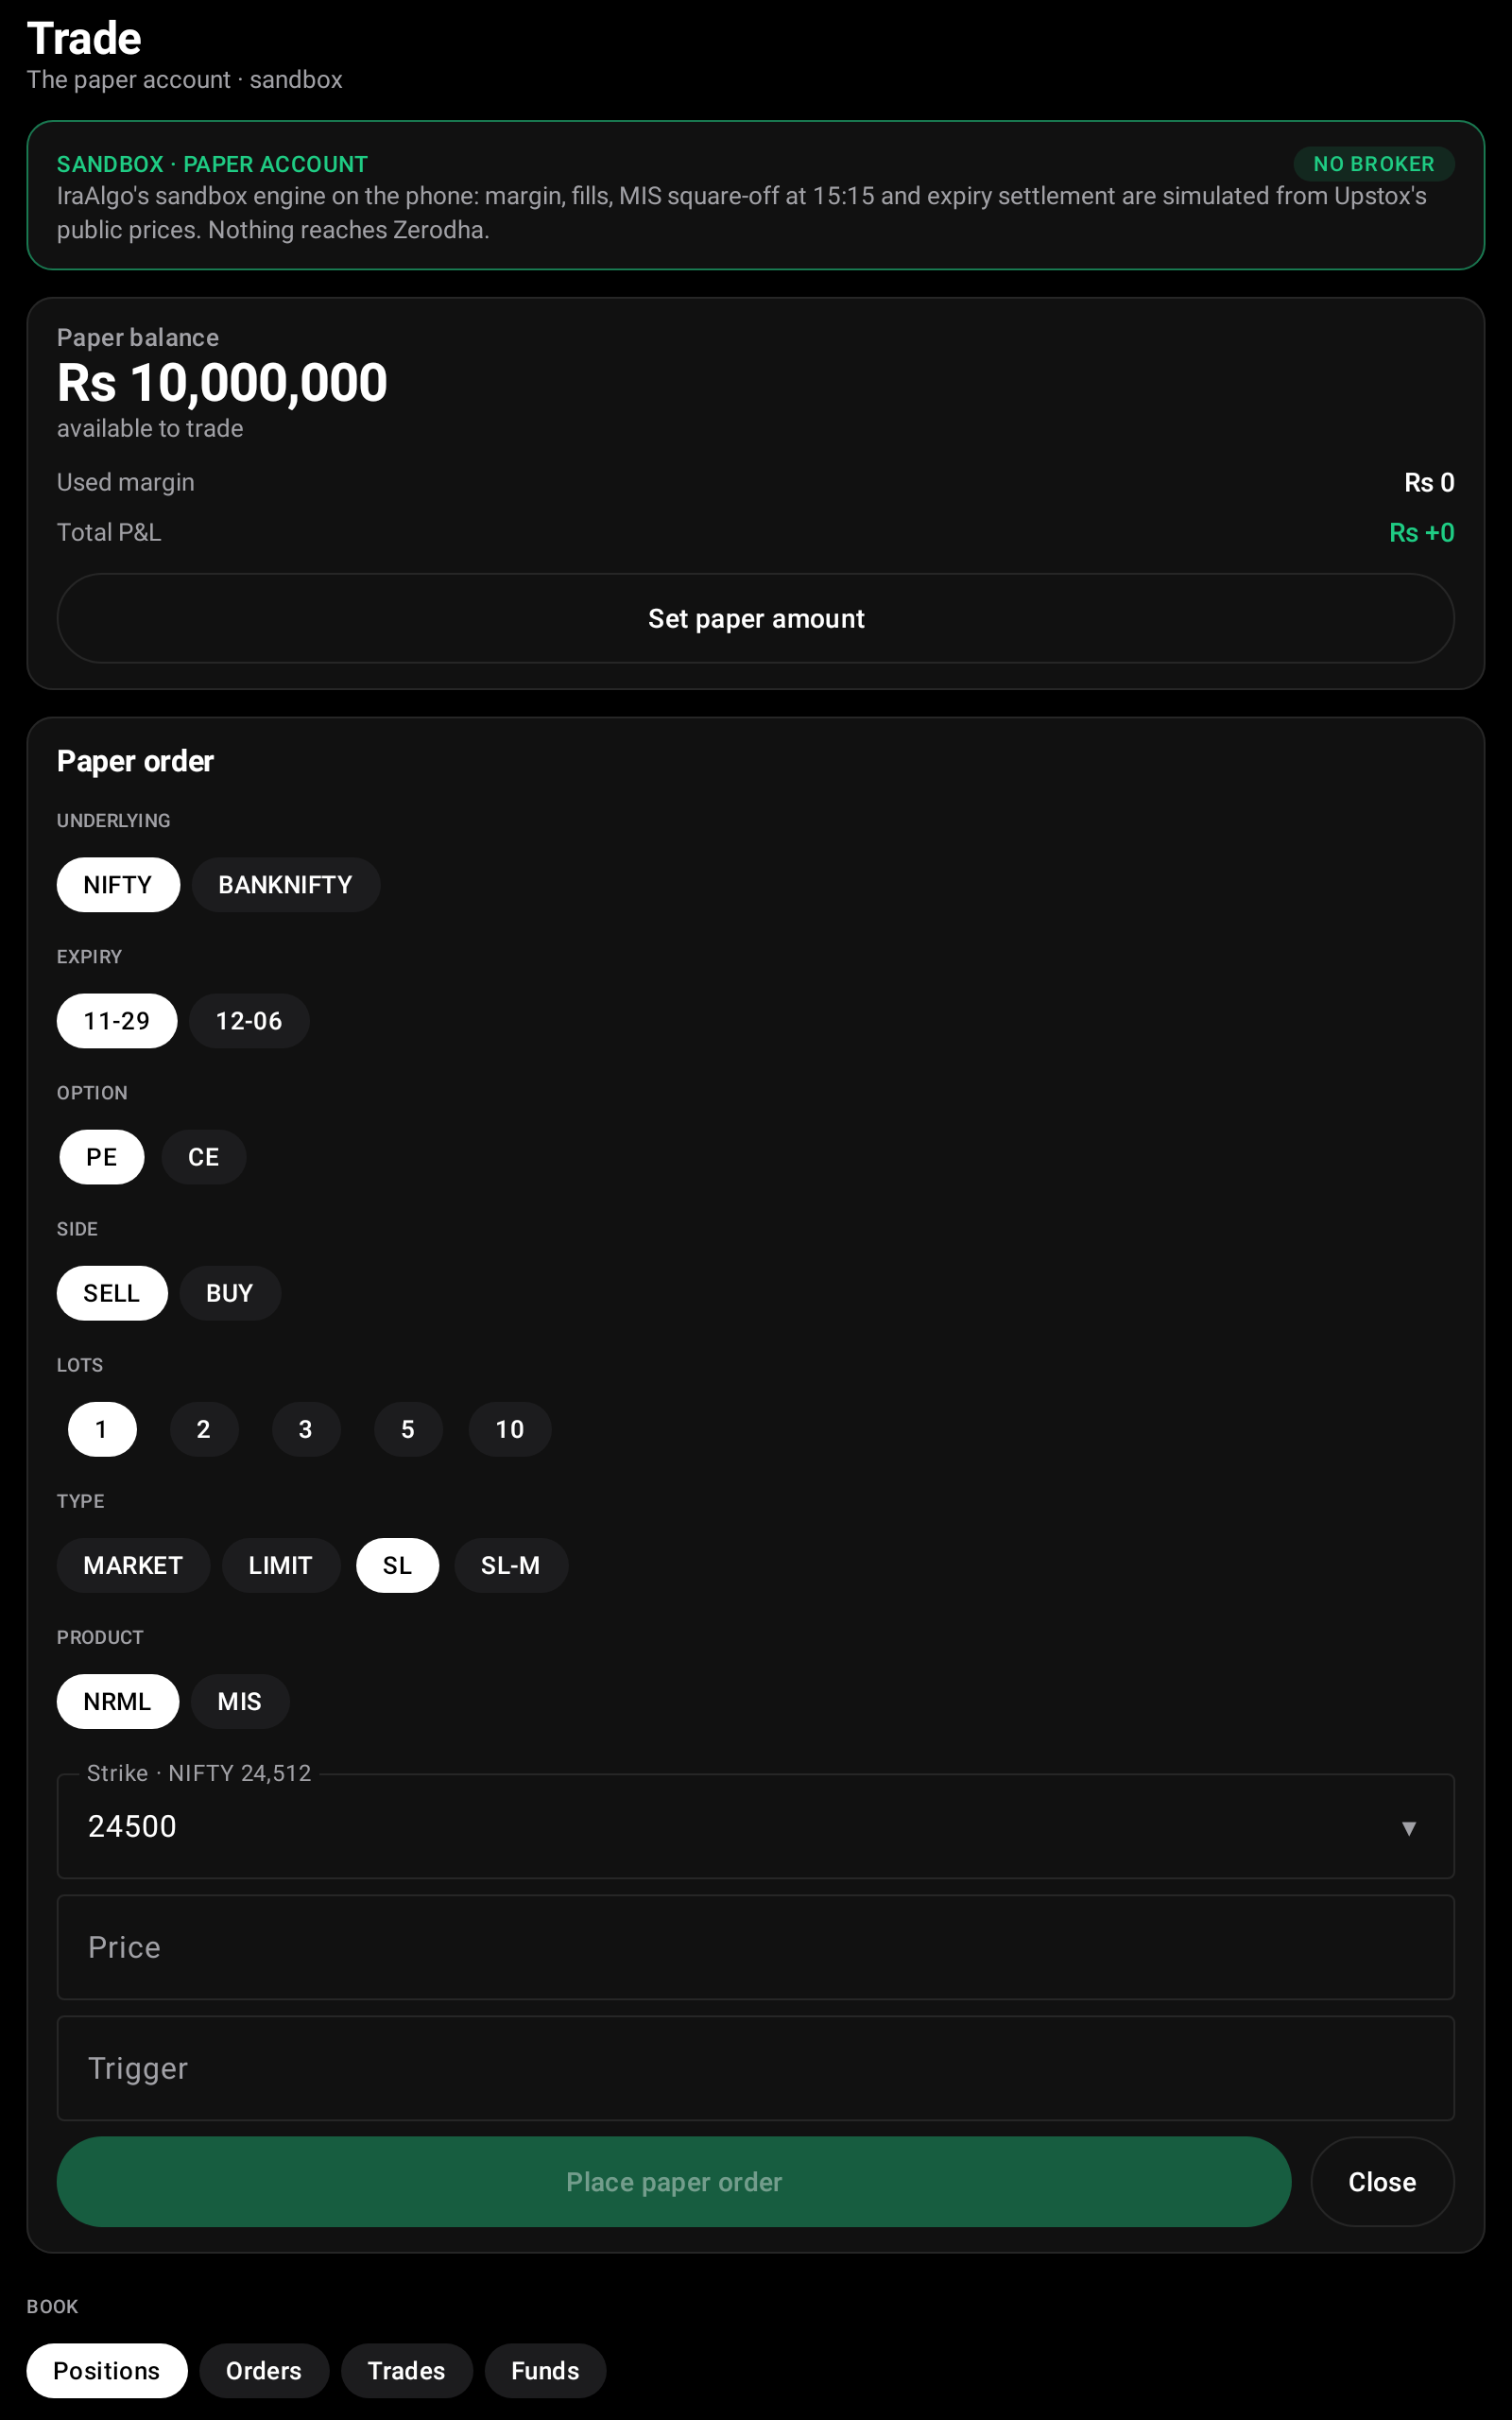 Trade
The paper account · sandbox
SANDBOX · PAPER ACCOUNT
NO BROKER
IraAlgo's sandbox engine on the phone: margin, fills, MIS square-off at 15:15 and expiry settlement are simulated from Upstox's
public prices. Nothing reaches Zerodha.
Paper balance
Rs 10,000,000
available to trade
Used margin Rs 0
Total P&L Rs +0
Set paper amount
Paper order
UNDERLYING
NIFTY BANKNIFTY
EXPIRY
11-29 12-06
OPTION
PE CE
SIDE
SELL BUY
LOTS
1 2 3 5 10
TYPE
MARKET LIMIT SL SL-M
PRODUCT
NRML MIS
Strike · NIFTY 24,512
24500 ▼
Price
Trigger
Place paper order Close
BOOK
Positions Orders Trades Funds